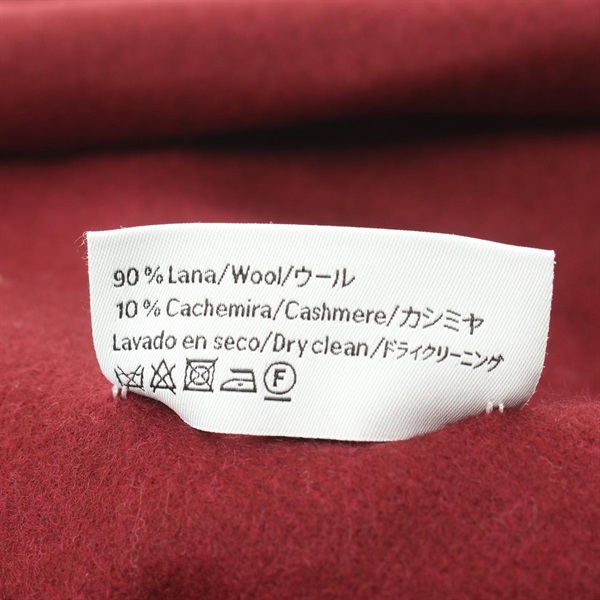 90 % Lana/Wool/ウール
10 % Cachemira/Cashmere/カシミヤ
Lavado en seco/Dry clean/ドライクリーニング
F